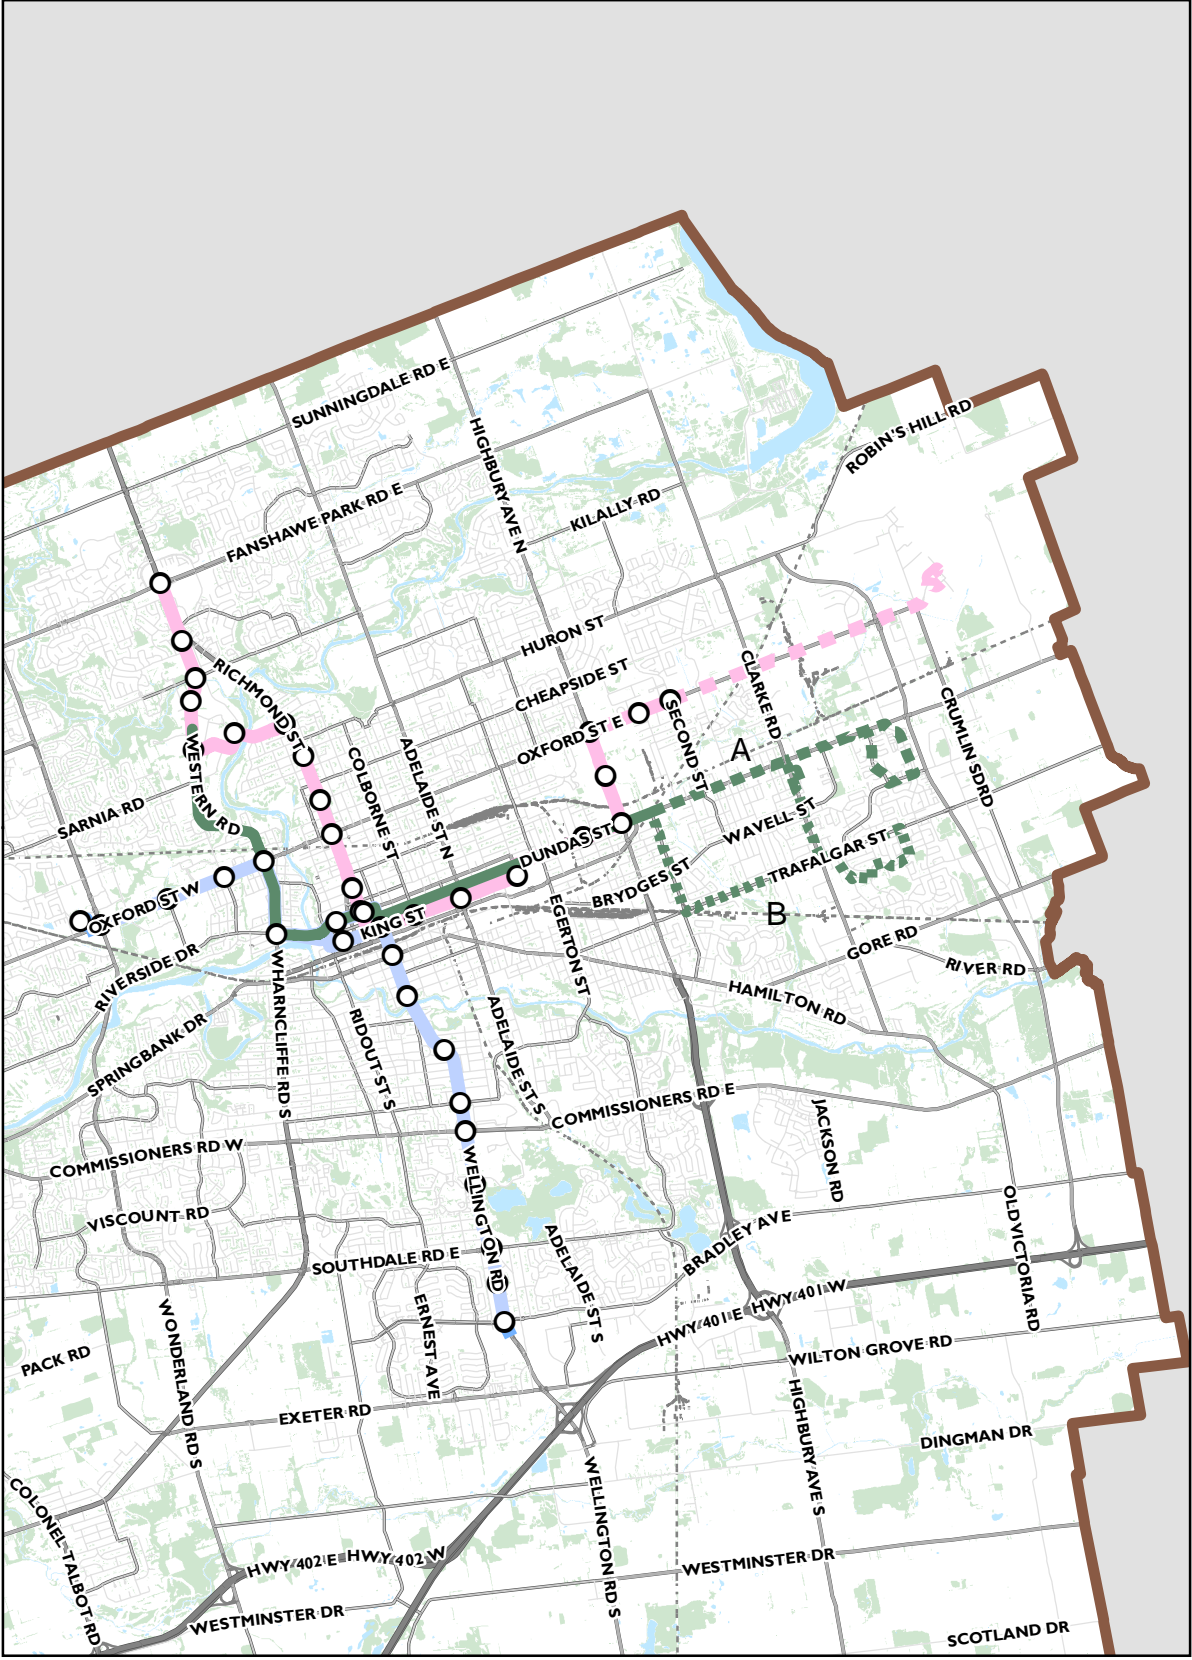 SUNNINGDALE RD E
ROBIN'S HILL RD
HIGHBURY AVE N
FANSHAWE PARK RD E
KILALLY RD
HURON ST
CHEAPSIDE ST
RICHMOND ST
CLARKE RD
OXFORD ST E
SECOND ST
CRUMLIN SDRD
A
WESTERN RD
COLBORNE ST
ADELAIDE ST N
SARNIA RD
WAVELL ST
DUNDAS ST
TRAFALGAR ST
BRYDGES ST
OXFORD ST W
KING ST
EGERTON ST
B
GORE RD
RIVERSIDE DR
RIVER RD
WHARNCLIFFE RD S
HAMILTON RD
SPRINGBANK DR
RIDOUT ST S
ADELAIDE ST S
COMMISSIONERS RD E
JACKSON RD
COMMISSIONERS RD W
WELLINGTON RD
VISCOUNT RD
OLD VICTORIA RD
BRADLEY AVE
SOUTHDALE RD E
ADELAIDE ST S
HWY 401 E
HWY 401 W
WONDERLAND RD S
ERNEST AVE
PACK RD
WILTON GROVE RD
EXETER RD
HIGHBURY AVE S
DINGMAN DR
COLONEL TALBOT RD
WELLINGTON RD S
HWY 402 E
HWY 402 W
WESTMINSTER DR
WESTMINSTER DR
SCOTLAND DR